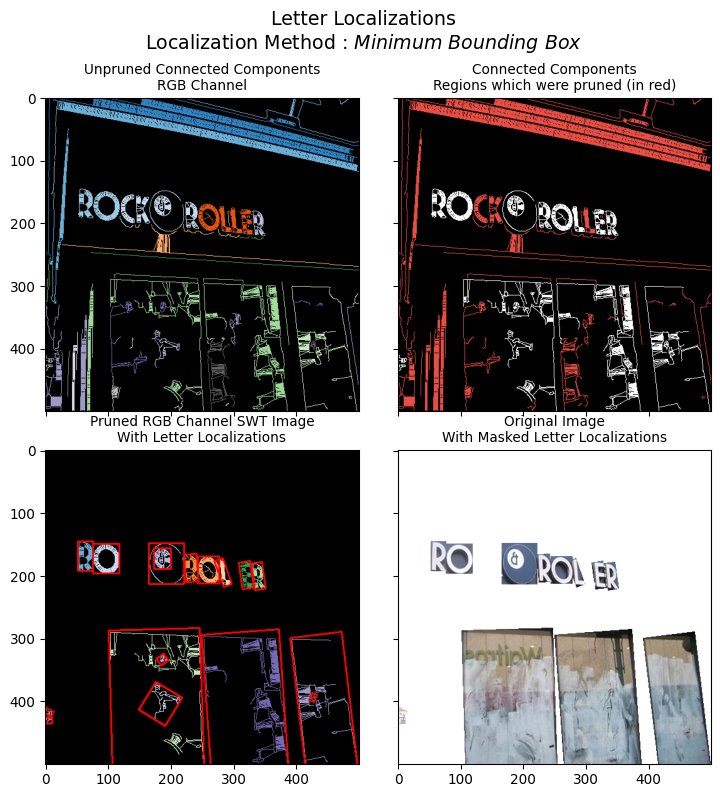 Letter Localizations
Localization Method : Minimum Bounding Box
Unpruned Connected Components
RGB Channel
0
100
200
300
400
ROCK ROLLER
Connected Components
Regions which were pruned (in red)
ROCK ROLLER
Pruned RGB Channel SWT Image
With Letter Localizations
0
100
200
300
400
RO ROL ER
0 100 200 300 400
Original Image
With Masked Letter Localizations
RO ROL ER
0 100 200 300 400